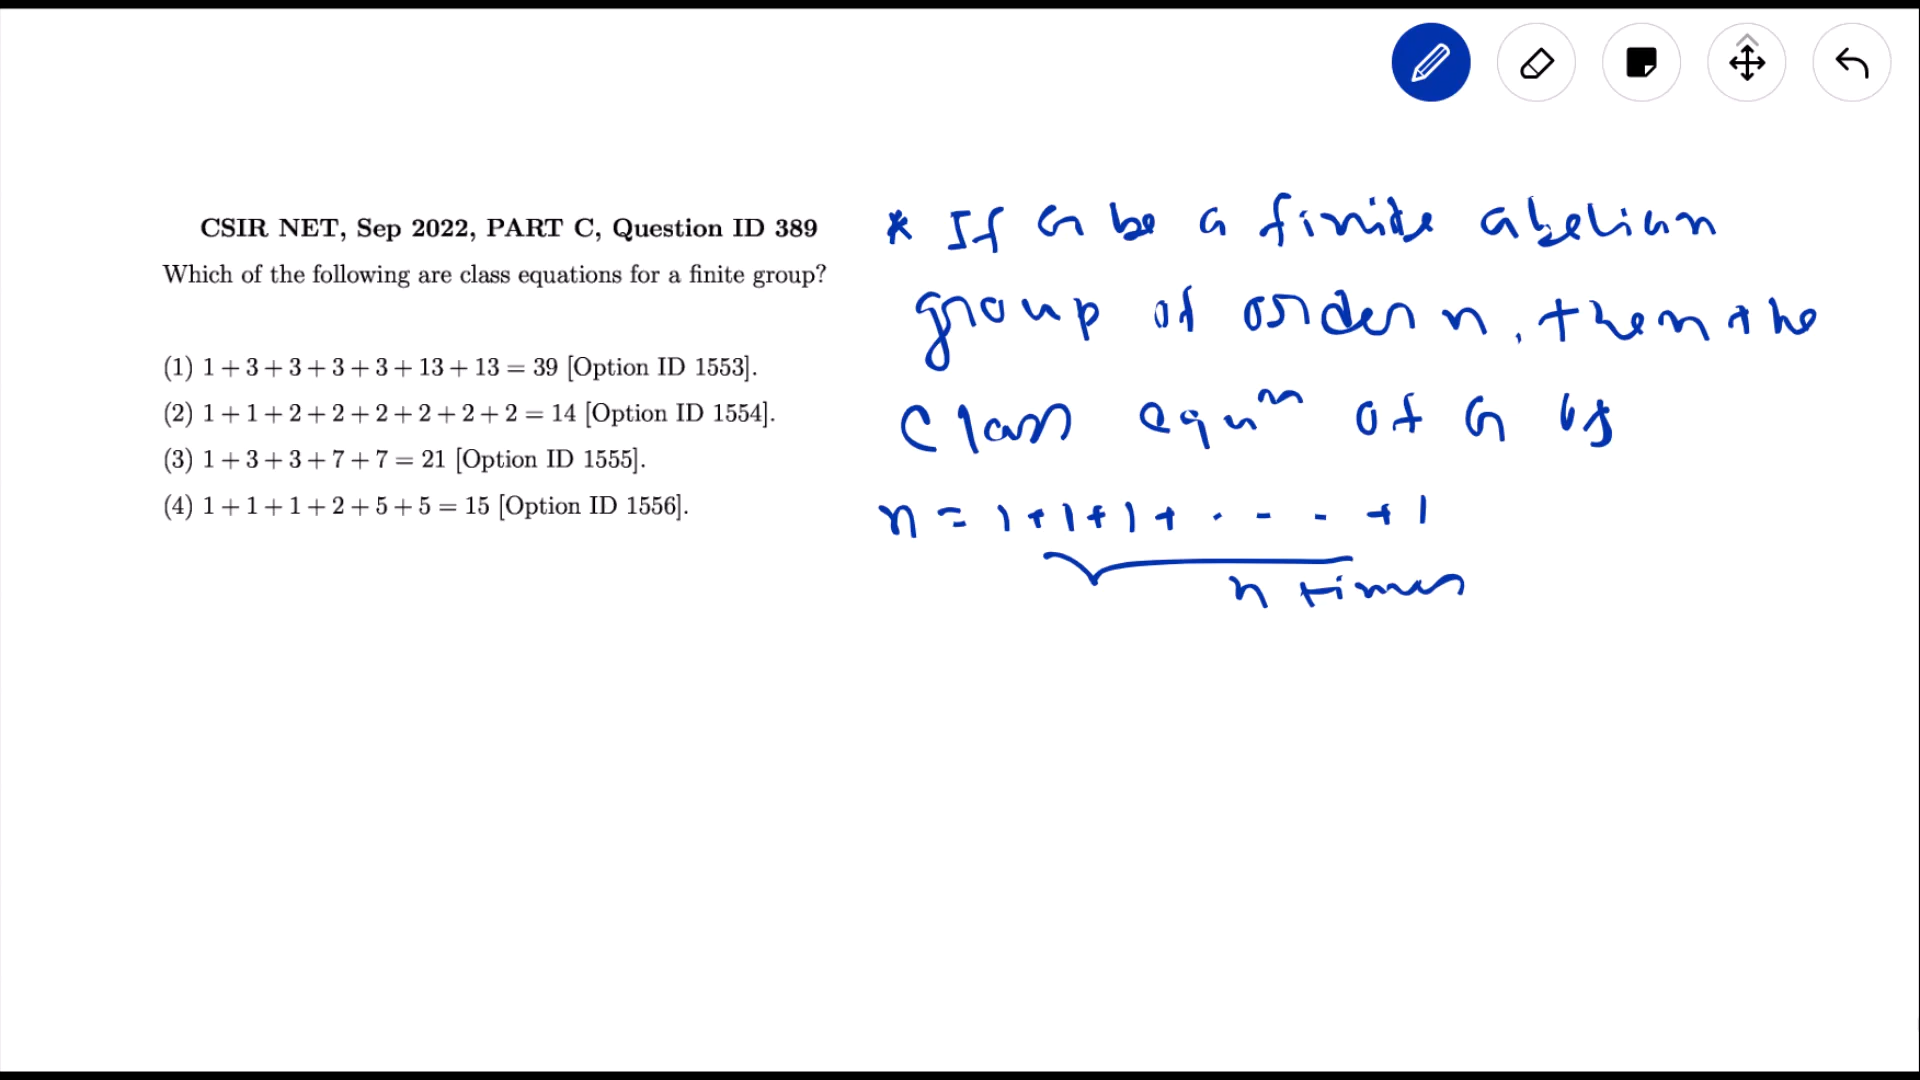 CSIR NET, Sep 2022, PART C, Question ID 389
Which of the following are class equations for a finite group?
(1) 1 + 3 + 3 + 3 + 3 + 13 + 13 = 39 [Option ID 1553].
(2) 1 + 1 + 2 + 2 + 2 + 2 + 2 + 2 = 14 [Option ID 1554].
(3) 1 + 3 + 3 + 7 + 7 = 21 [Option ID 1555].
(4) 1 + 1 + 1 + 2 + 5 + 5 = 15 [Option ID 1556].
* If G be a finite abelian
group of order n, then the
class equⁿ of G is
n = 1 + 1 + 1 + . - - - + 1
n times